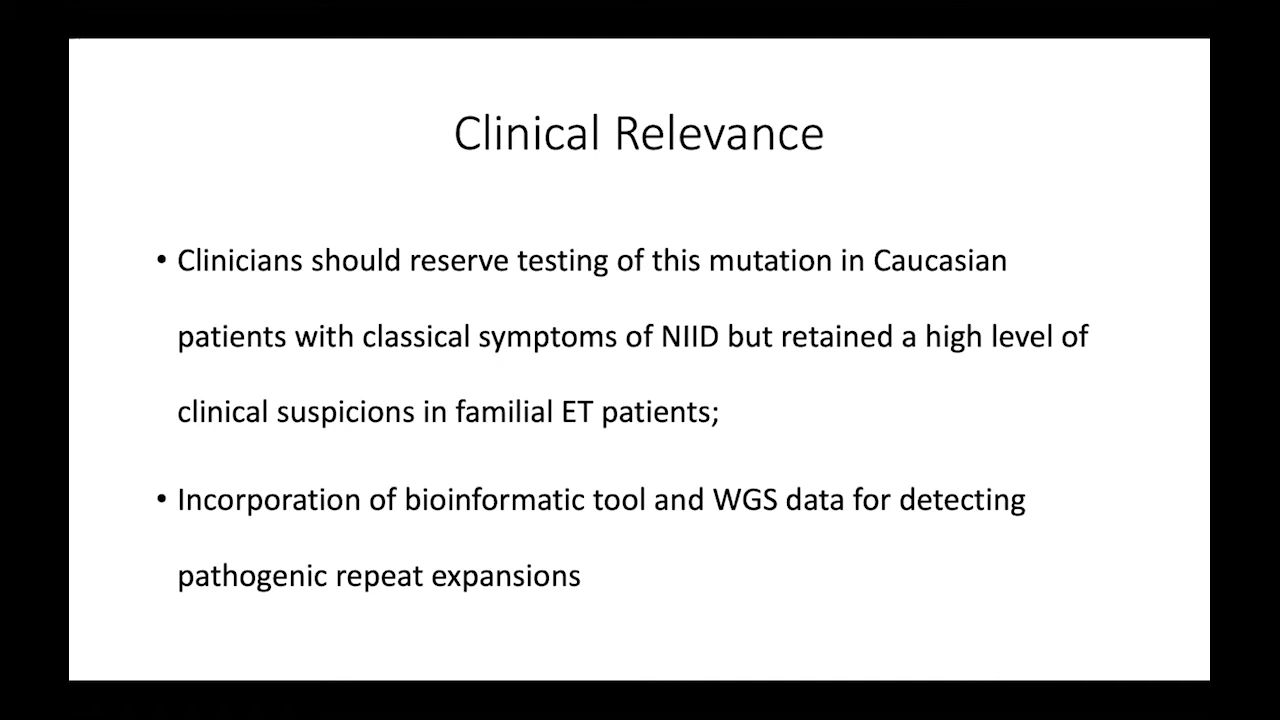 Clinical Relevance
• Clinicians should reserve testing of this mutation in Caucasian
patients with classical symptoms of NIID but retained a high level of
clinical suspicions in familial ET patients;
• Incorporation of bioinformatic tool and WGS data for detecting
pathogenic repeat expansions